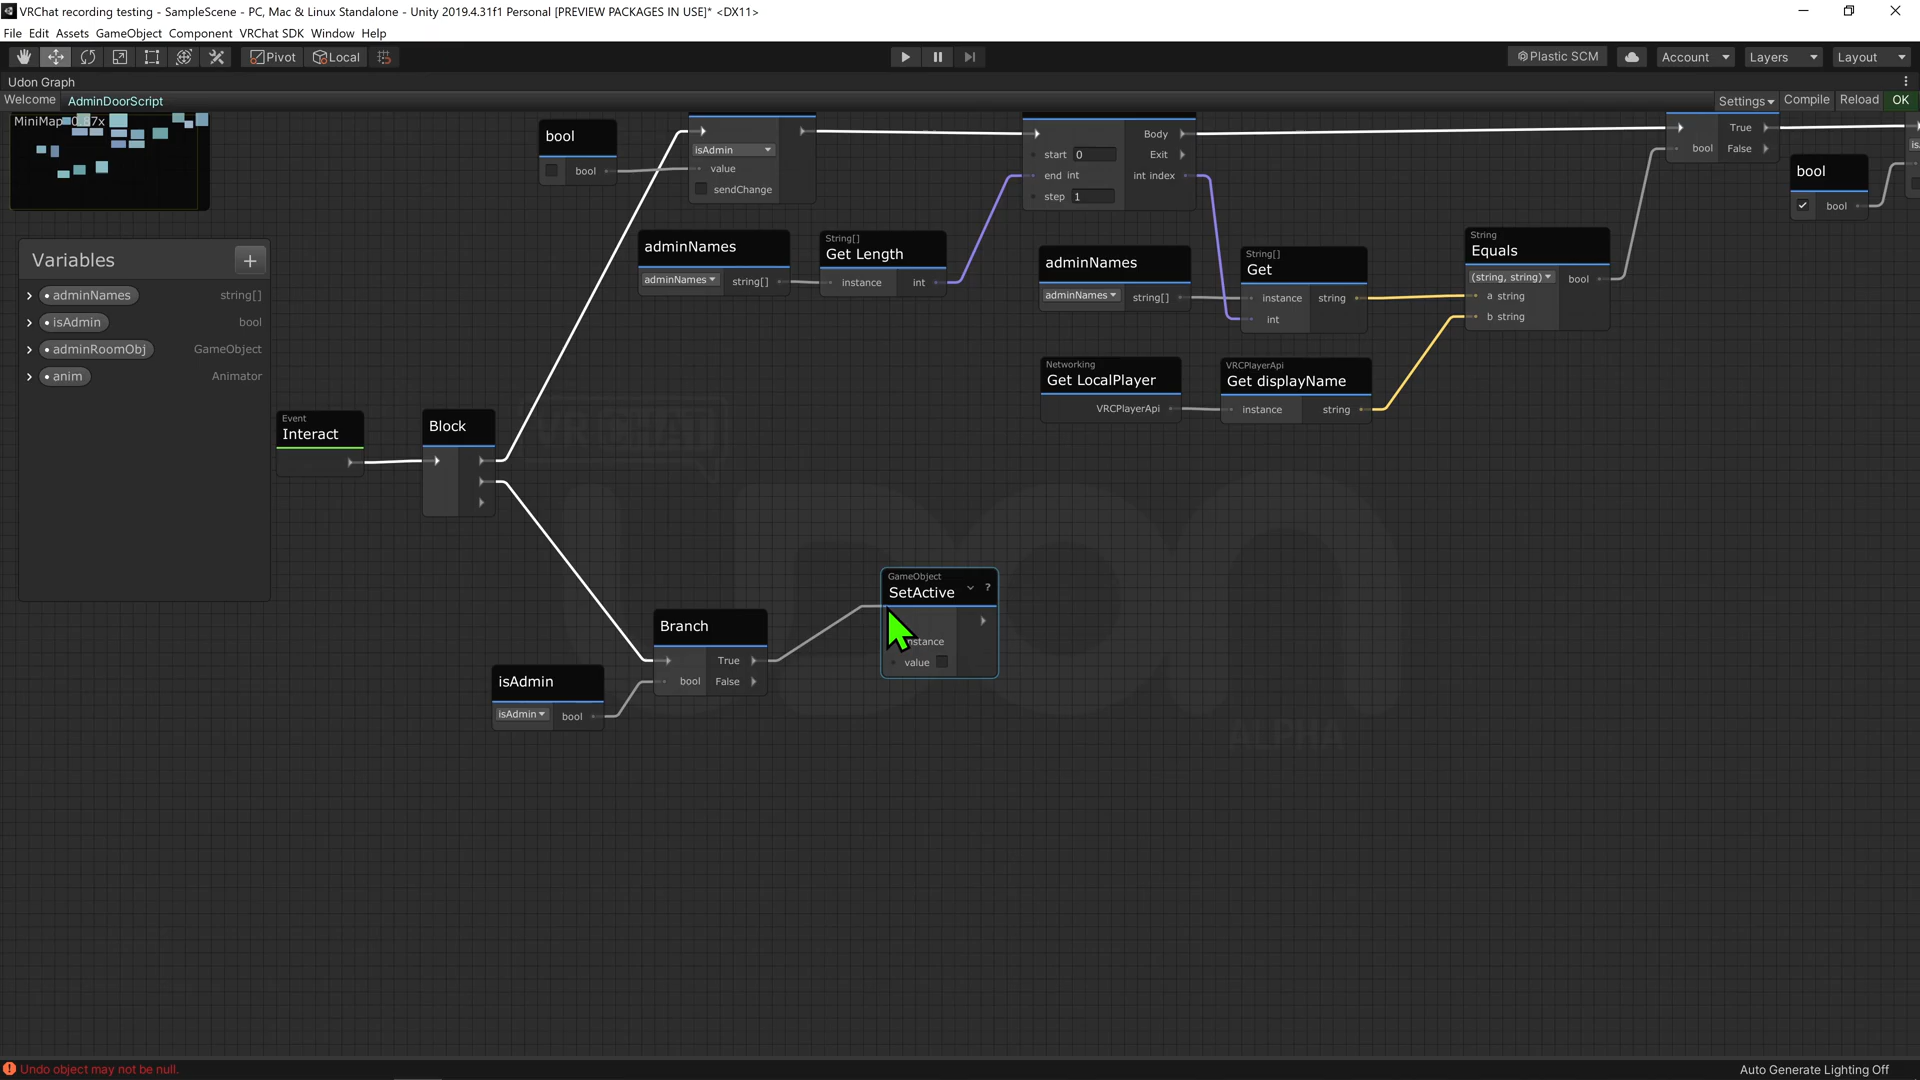 VRChat recording testing - SampleScene - PC, Mac & Linux Standalone - Unity 2019.4.31f1 Personal [PREVIEW PACKAGES IN USE]* <DX11>
File Edit Assets GameObject Component VRChat SDK Window Help
Pivot Local Plastic SCM Account Layers Layout
Udon Graph
Welcome AdminDoorScript Settings Compile Reload OK
MiniMap 0.87x
bool
bool
isAdmin
value
sendChange
start 0
end int
step 1
Body
Exit
int index
True
bool False
bool
bool
Variables +
adminNames string[]
isAdmin bool
adminRoomObj GameObject
anim Animator
adminNames
adminNames string[]
String[]
Get Length
instance int
adminNames
adminNames string[]
String[]
Get
instance string
int
String
Equals
(string, string) bool
a string
b string
Networking
Get LocalPlayer
VRCPlayerApi
VRCPlayerApi
Get displayName
instance string
Event
Interact
Block
VRCHAT
GameObject
SetActive ?
value
Branch
True
bool False
isAdmin
isAdmin bool
ALPHA
Undo object may not be null.
Auto Generate Lighting Off